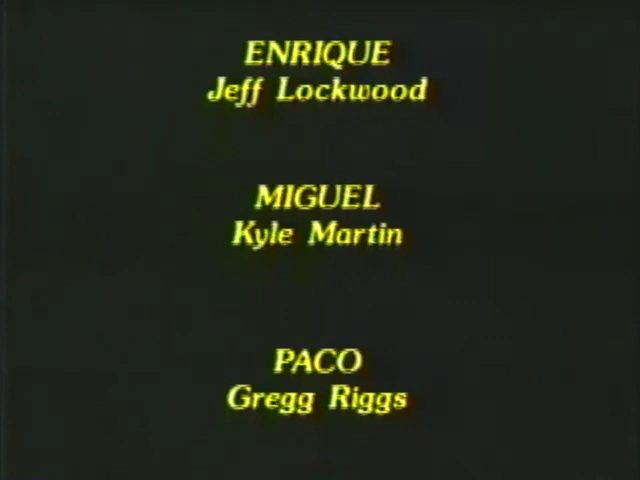 ENRIQUE
Jeff Lockwood
MIGUEL
Kyle Martin
PACO
Gregg Riggs